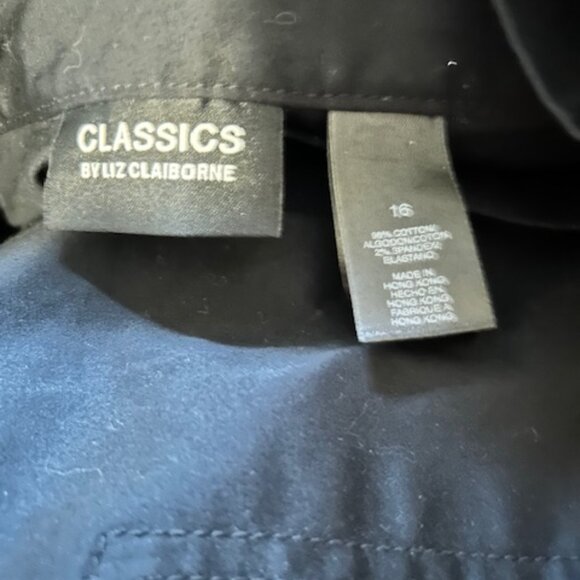 CLASSICS
BY LIZ CLAIBORNE
16
98% COTTON/
ALGODON/COTON/
2% SPANDEX/
ELASTANO
MADE IN
HONG KONG/
HECHO EN
HONG KONG/
FABRIQUE A
HONG KONG